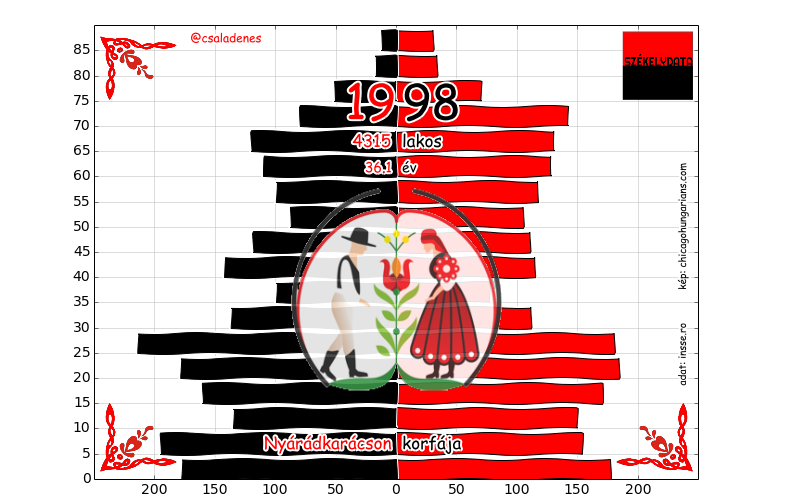 @csaladenes
SZÉKELYDATA
1998
4315 lakos
36.1 év
kép: chicagohungarians.com
adat: insse.ro
Nyárádkarácson korfája
85
80
75
70
65
60
55
50
45
40
35
30
25
20
15
10
5
0
200 150 100 50 0 50 100 150 200